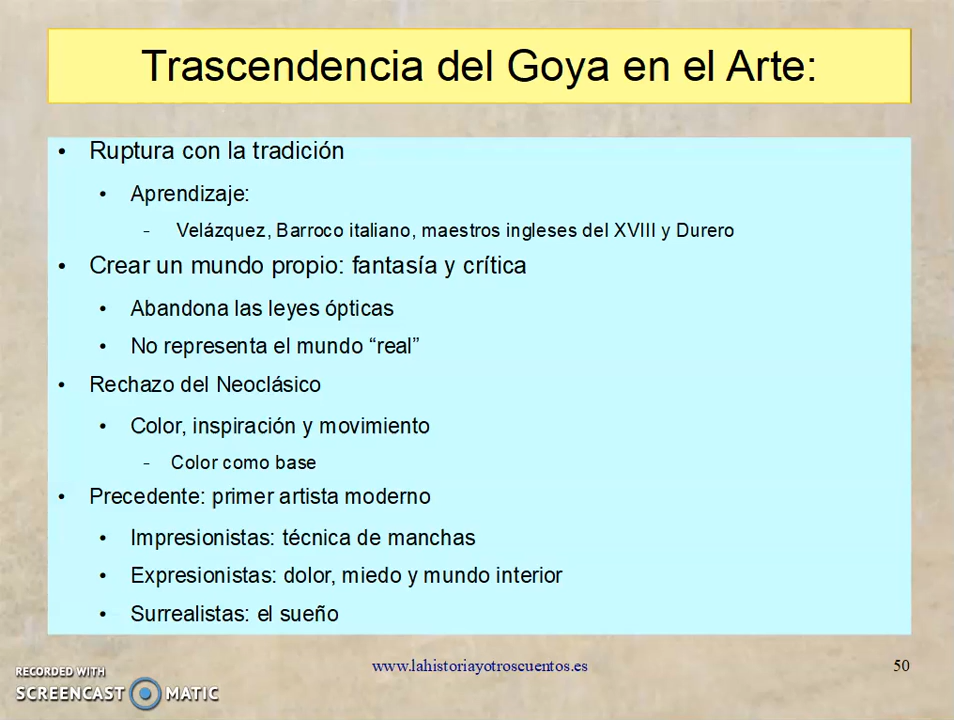 Trascendencia del Goya en el Arte:
• Ruptura con la tradición
• Aprendizaje:
- Velázquez, Barroco italiano, maestros ingleses del XVIII y Durero
• Crear un mundo propio: fantasía y crítica
• Abandona las leyes ópticas
• No representa el mundo “real”
• Rechazo del Neoclásico
• Color, inspiración y movimiento
- Color como base
• Precedente: primer artista moderno
• Impresionistas: técnica de manchas
• Expresionistas: dolor, miedo y mundo interior
• Surrealistas: el sueño
www.lahistoriayotroscuentos.es
50
RECORDED WITH
SCREENCAST MATIC